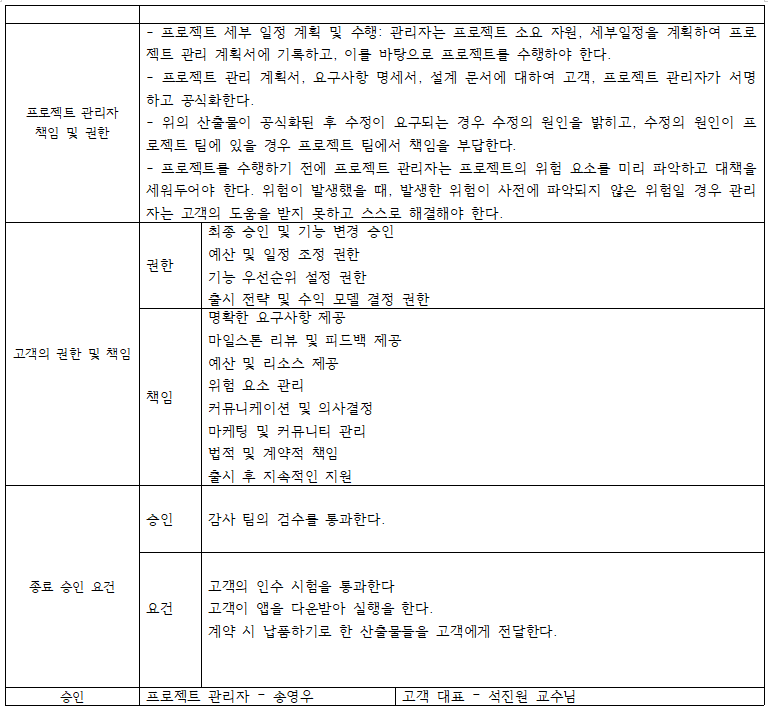 - 프로젝트 세부 일정 계획 및 수행: 관리자는 프로젝트 소요 자원, 세부일정을 계획하여 프로
젝트 관리 계획서에 기록하고, 이를 바탕으로 프로젝트를 수행하야 한다.
- 프로젝트 관리 계획서, 요구사항 명세서, 설계 문서에 대하여 고객, 프로젝트 관리자가 서명
하고 공식화한다.
프로젝트 관리자
책임 및 권한
- 위의 산출물이 공식화된 후 수정이 요구되는 경우 수정의 원인을 밝히고, 수정의 원인이 프
로젝트 팀에 있을 경우 프로젝트 팀에서 책임을 부답한다.
- 프로젝트를 수행하기 전에 프로젝트 관리자는 프로젝트의 위험 요소를 미리 파악하고 대책을
세워두어야 한다. 위험이 발생했을 때, 발생한 위험이 사전에 파악되지 않은 위험일 경우 관리
자는 고객의 도움을 받지 못하고 스스로 해결해야 한다.
고객의 권한 및 책임
권한
최종 승인 및 기능 변경 승인
예산 및 일정 조정 권한
기능 우선순위 설정 권한
출시 전략 및 수익 모델 결정 권한
책임
명확한 요구사항 제공
마일스톤 리뷰 및 피드백 제공
예산 및 리소스 제공
위험 요소 관리
커뮤니케이션 및 의사결정
마케팅 및 커뮤니티 관리
법적 및 계약적 책임
출시 후 지속적인 지원
종료 승인 요건
승인
감사 팀의 검수를 통과한다.
요건
고객의 인수 시험을 통과한다
고객이 앱을 다운받아 실행을 한다.
계약 시 납품하기로 한 산출물들을 고객에게 전달한다.
승인
프로젝트 관리자 - 송영우
고객 대표 - 석진원 교수님